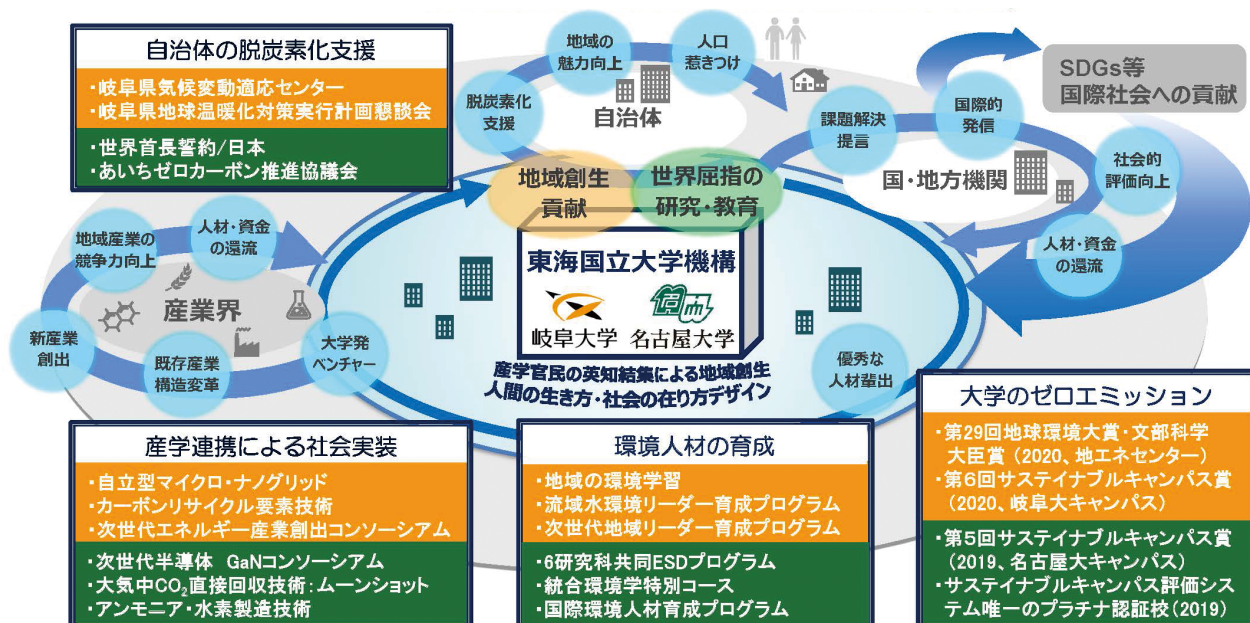 自治体の脱炭素化支援
・岐阜県気候変動適応センター
・岐阜県地球温暖化対策実行計画懇談会
・世界首長誓約/日本
・あいちゼロカーボン推進協議会
脱炭素化
支援
地域の
魅力向上
人口
惹きつけ
自治体
課題解決
提言
国際的
発信
SDGs等
国際社会への貢献
社会的
評価向上
国・地方機関
人材・資金
の還流
地域創生
貢献
世界屈指の
研究・教育
地域産業の
競争力向上
人材・資金
の還流
産業界
新産業
創出
既存産業
構造変革
大学発
ベンチャー
東海国立大学機構
岐阜大学
名古屋大学
産学官民の英知結集による地域創生
人間の生き方・社会の在り方デザイン
優秀な
人材輩出
産学連携による社会実装
・自立型マイクロ・ナノグリッド
・カーボンリサイクル要素技術
・次世代エネルギー産業創出コンソーシアム
・次世代半導体 GaNコンソーシアム
・大気中CO₂直接回収技術：ムーンショット
・アンモニア・水素製造技術
環境人材の育成
・地域の環境学習
・流域水環境リーダー育成プログラム
・次世代地域リーダー育成プログラム
・6研究科共同ESDプログラム
・統合環境学特別コース
・国際環境人材育成プログラム
大学のゼロエミッション
・第29回地球環境大賞・文部科学
大臣賞（2020、地エネセンター）
・第6回サステイナブルキャンパス賞
（2020、岐阜大キャンパス）
・第5回サステイナブルキャンパス賞
（2019、名古屋大キャンパス）
・サステイナブルキャンパス評価シス
テム唯一のプラチナ認証校（2019）